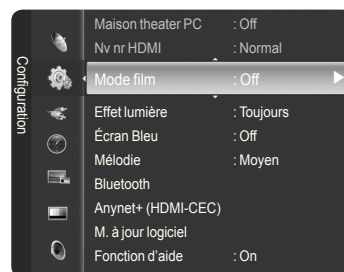 Configuration
Maison theater PC : Off
Nv nr HDMI : Normal
Mode film : Off
Effet lumière : Toujours
Écran Bleu : Off
Mélodie : Moyen
Bluetooth
Anynet+ (HDMI-CEC)
M. à jour logiciel
Fonction d'aide : On